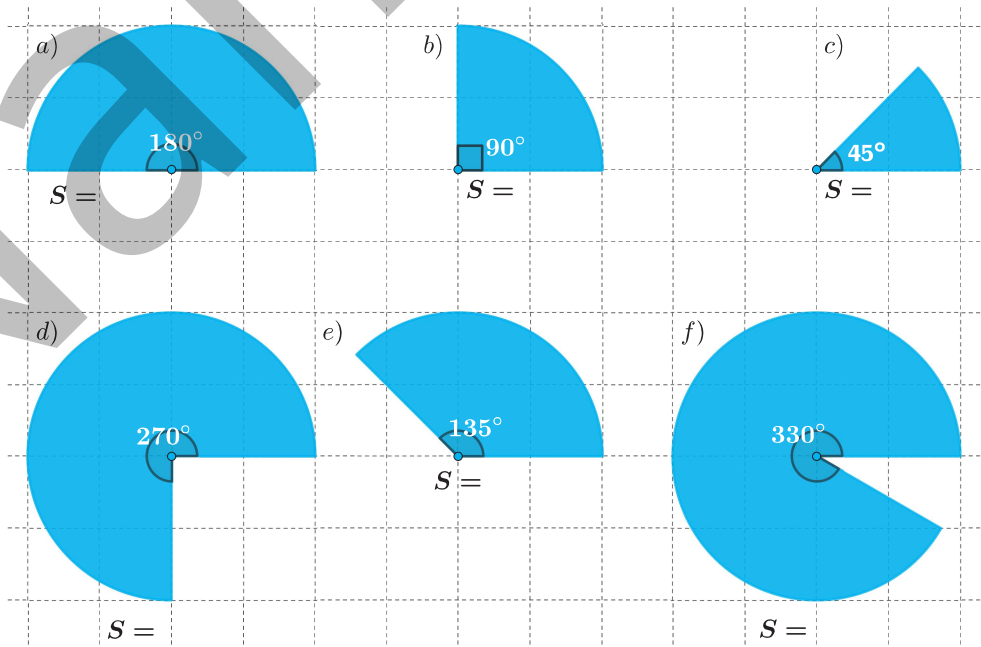 a)
180°
S =
b)
90°
S =
c)
45°
S =
d)
270°
S =
e)
135°
S =
f)
330°
S =